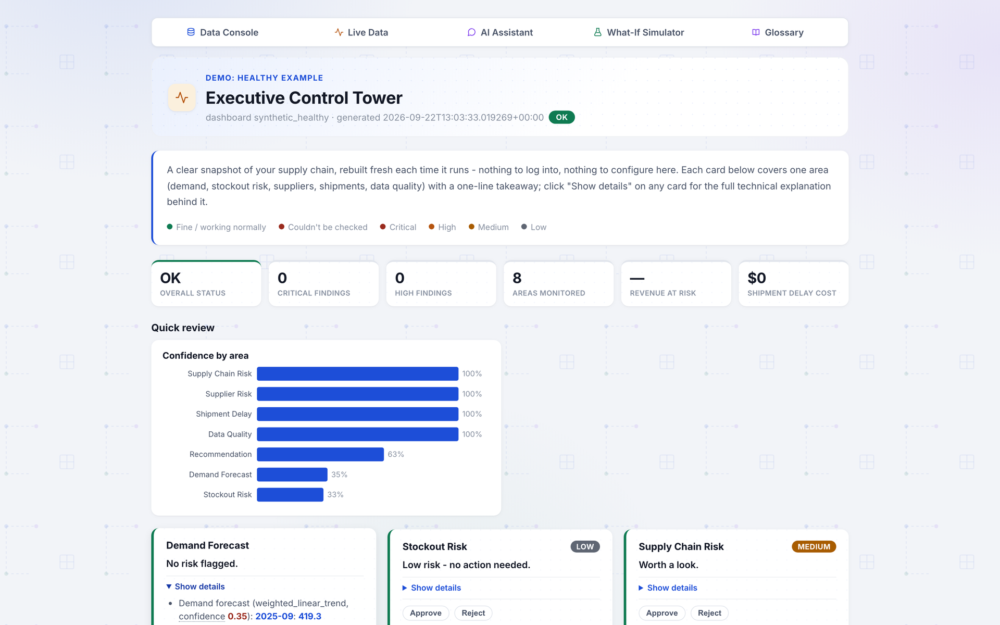 Data Console
Live Data
AI Assistant
What-If Simulator
Glossary
DEMO: HEALTHY EXAMPLE
Executive Control Tower
dashboard synthetic_healthy · generated 2026-09-22T13:03:33.019269+00:00 OK
A clear snapshot of your supply chain, rebuilt fresh each time it runs - nothing to log into, nothing to configure here. Each card below covers one area
(demand, stockout risk, suppliers, shipments, data quality) with a one-line takeaway; click "Show details" on any card for the full technical explanation
behind it.
Fine / working normally
Couldn't be checked
Critical
High
Medium
Low
OK
OVERALL STATUS
0
CRITICAL FINDINGS
0
HIGH FINDINGS
8
AREAS MONITORED
—
REVENUE AT RISK
$0
SHIPMENT DELAY COST
Quick review
Confidence by area
Supply Chain Risk 100%
Supplier Risk 100%
Shipment Delay 100%
Data Quality 100%
Recommendation 63%
Demand Forecast 35%
Stockout Risk 33%
Demand Forecast
No risk flagged.
▼ Show details
• Demand forecast (weighted_linear_trend,
confidence 0.35): 2025-09: 419.3
Stockout Risk LOW
Low risk - no action needed.
▶ Show details
Approve Reject
Supply Chain Risk MEDIUM
Worth a look.
▶ Show details
Approve Reject